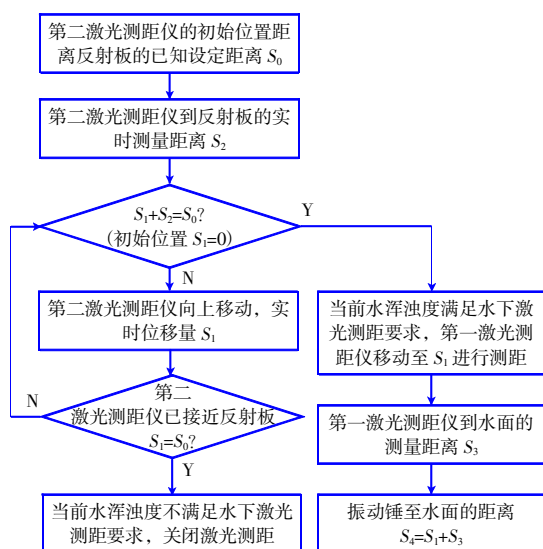 第二激光测距仪的初始位置距
离反射板的已知设定距离 S0
第二激光测距仪到反射板的实
时测量距离 S2
S1+S2=S0?
(初始位置 S1=0)
Y
N
第二激光测距仪向上移动，实
时位移量 S1
当前水浑浊度满足水下激
光测距要求，第一激光测
距仪移动至 S1 进行测距
第二
激光测距仪已接近反射板
S1=S0?
N
Y
第一激光测距仪到水面的
测量距离 S3
当前水浑浊度不满足水下激光
测距要求，关闭激光测距
振动锤至水面的距离
S4=S1+S3